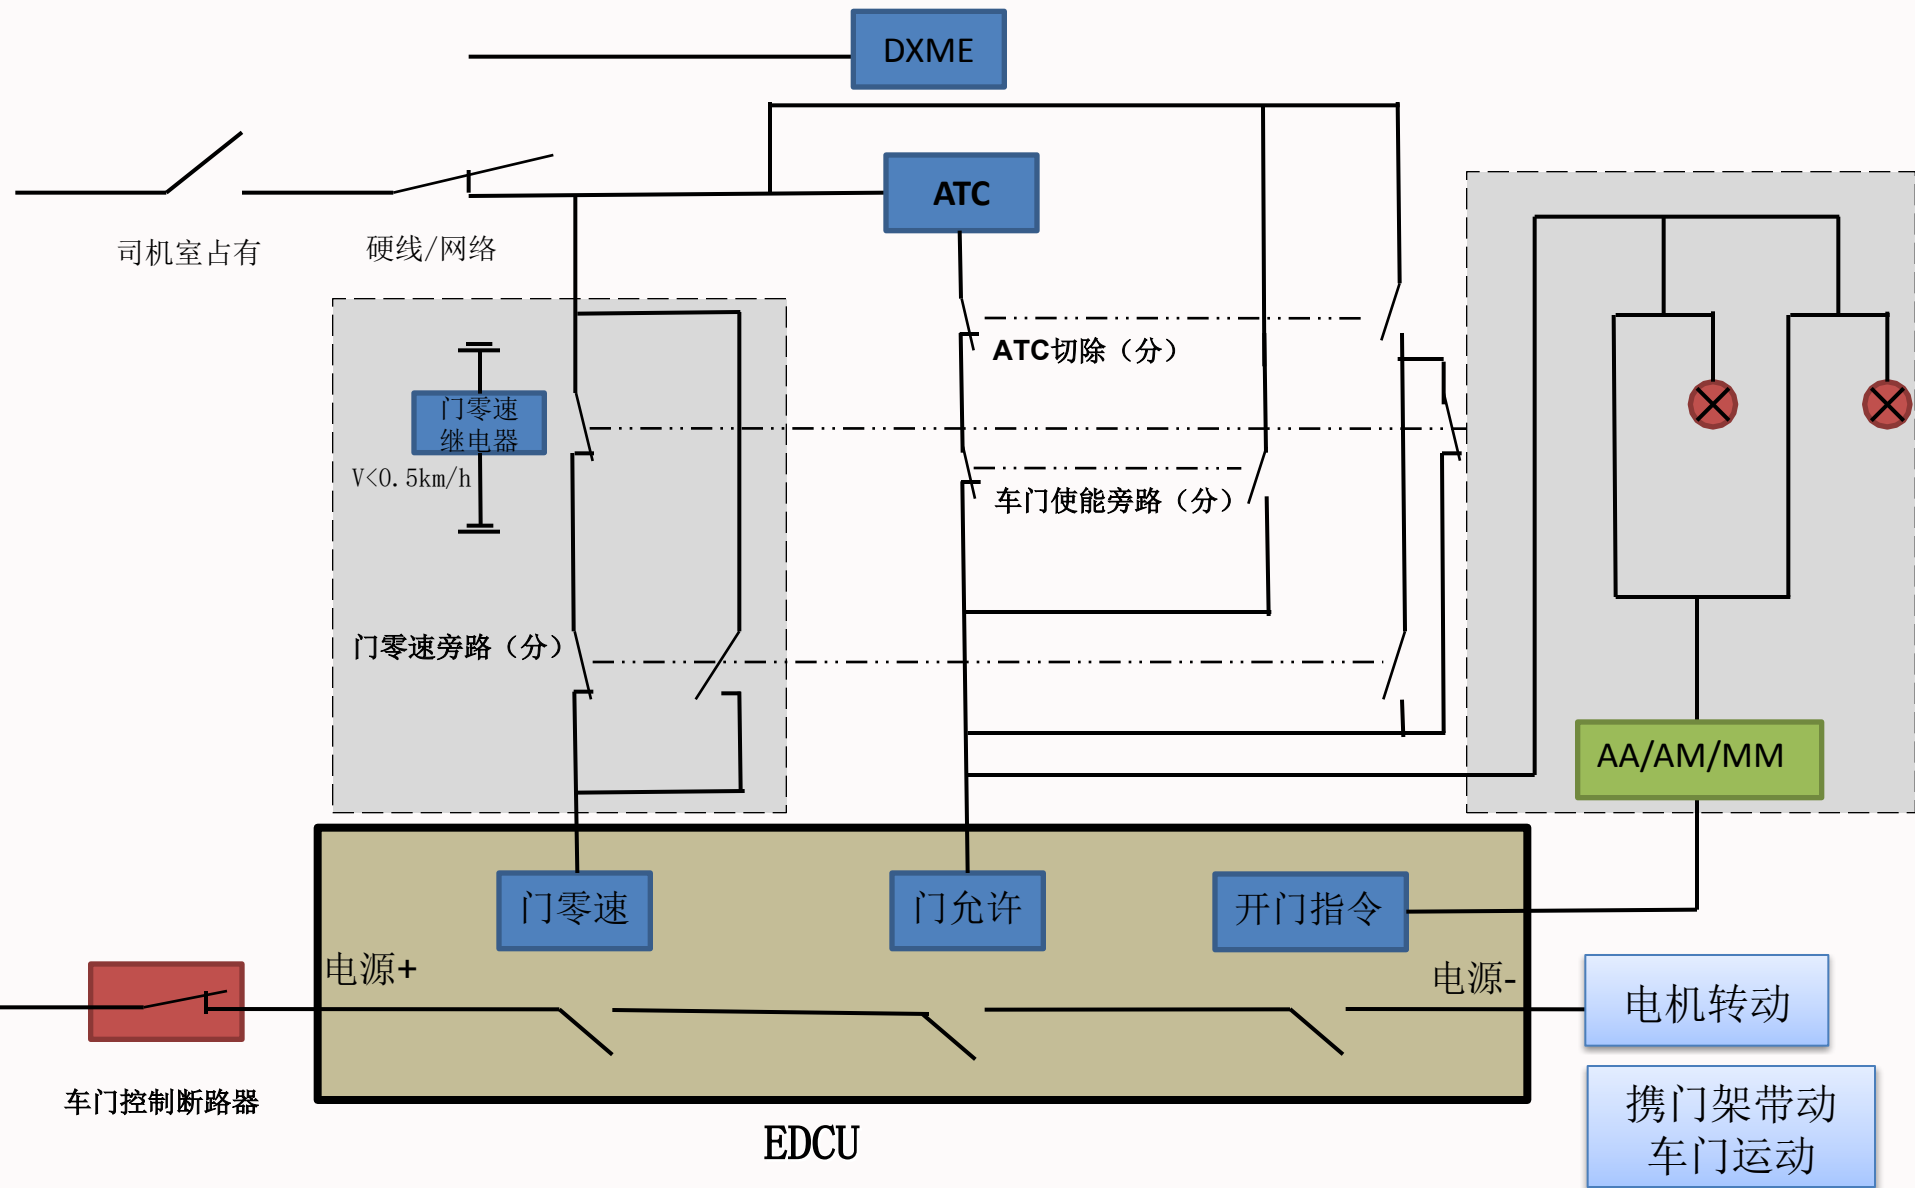 DXME
ATC
司机室占有
硬线/网络
ATC切除（分）
门零速
继电器
V<0.5km/h
车门使能旁路（分）
门零速旁路（分）
AA/AM/MM
门零速
门允许
开门指令
电源+
电源-
电机转动
车门控制断路器
携门架带动
车门运动
EDCU